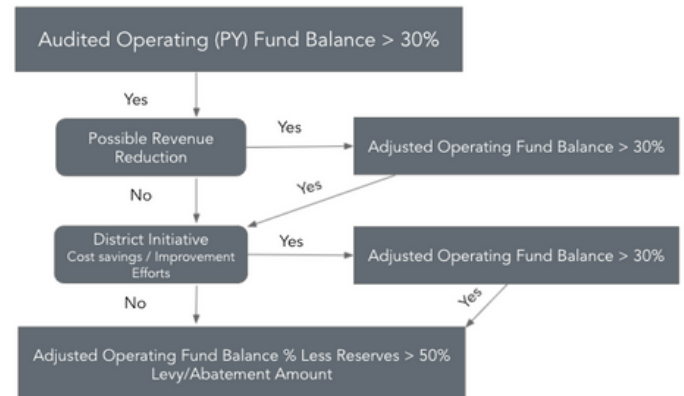 Audited Operating (PY) Fund Balance > 30%
Yes
Possible Revenue
Reduction
Yes
Adjusted Operating Fund Balance > 30%
No
Yes
District Initiative
Cost savings / Improvement
Efforts
Yes
Adjusted Operating Fund Balance > 30%
No
Yes
Adjusted Operating Fund Balance % Less Reserves > 50%
Levy/Abatement Amount